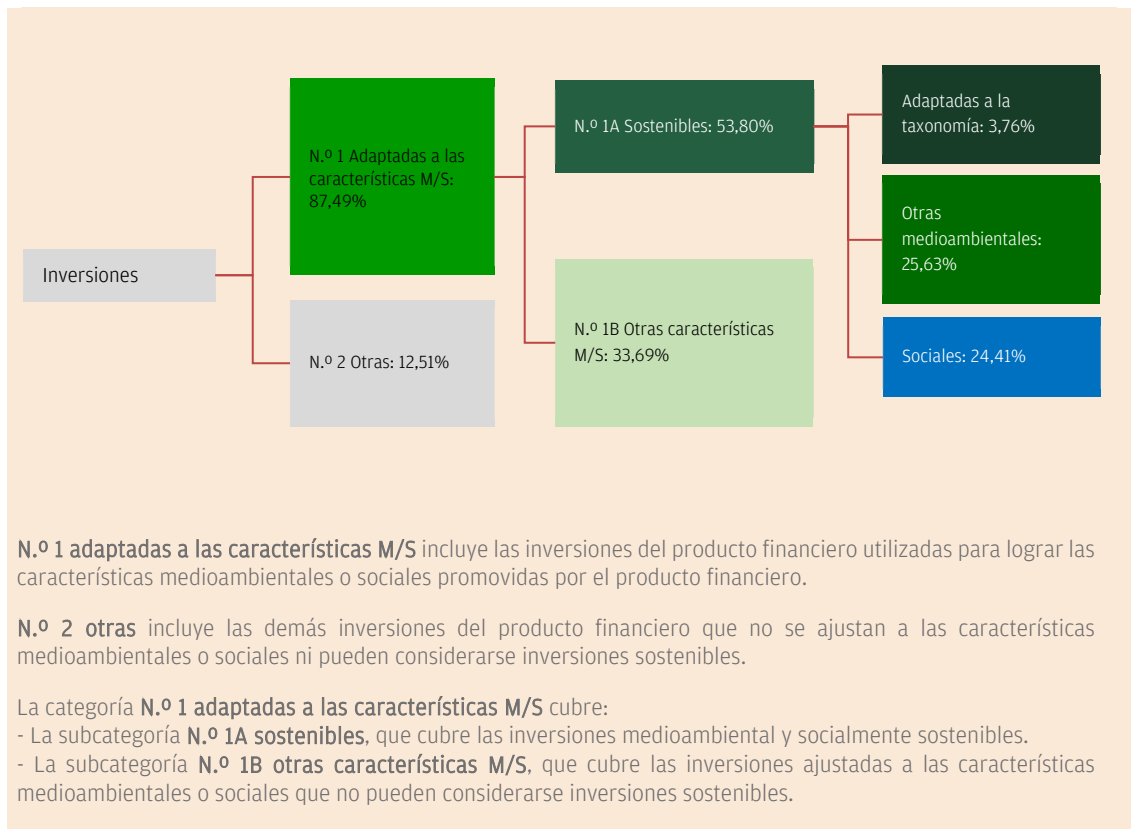 Inversiones
N.º 1 Adaptadas a las
características M/S:
87,49%
N.º 2 Otras: 12,51%
N.º 1A Sostenibles: 53,80%
N.º 1B Otras características
M/S: 33,69%
Adaptadas a la
taxonomía: 3,76%
Otras
medioambientales:
25,63%
Sociales: 24,41%
N.º 1 adaptadas a las características M/S incluye las inversiones del producto financiero utilizadas para lograr las
características medioambientales o sociales promovidas por el producto financiero.
N.º 2 otras incluye las demás inversiones del producto financiero que no se ajustan a las características
medioambientales o sociales ni pueden considerarse inversiones sostenibles.
La categoría N.º 1 adaptadas a las características M/S cubre:
- La subcategoría N.º 1A sostenibles, que cubre las inversiones medioambiental y socialmente sostenibles.
- La subcategoría N.º 1B otras características M/S, que cubre las inversiones ajustadas a las características
medioambientales o sociales que no pueden considerarse inversiones sostenibles.